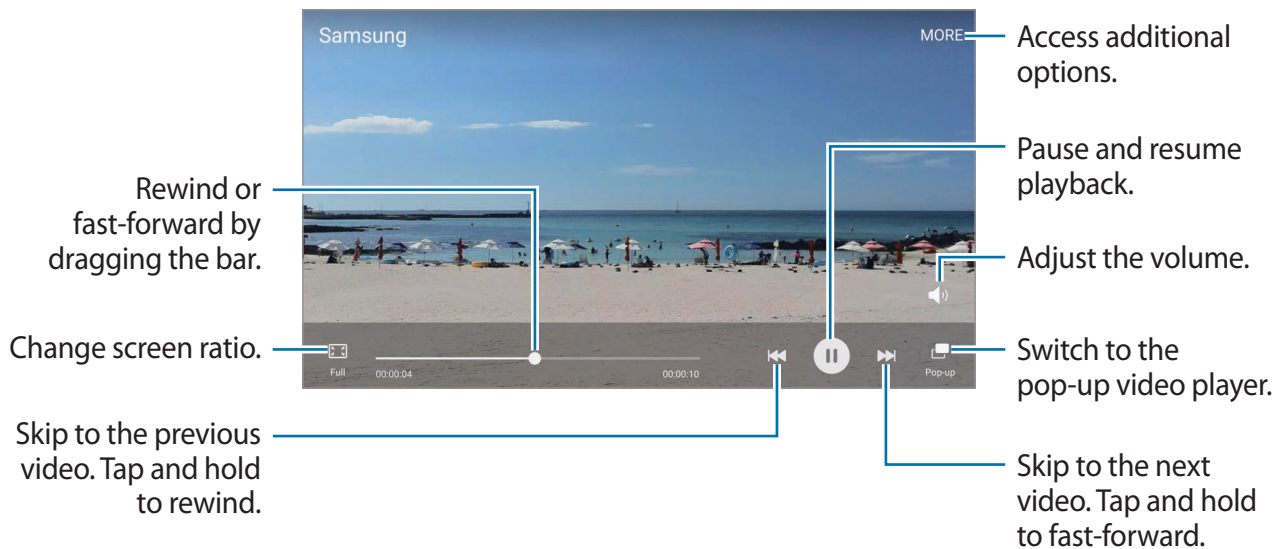 Samsung
MORE
Access additional
options.
Pause and resume
playback.
Rewind or
fast-forward by
dragging the bar.
Adjust the volume.
Change screen ratio.
Full
00:00:04
00:00:10
Pop-up
Switch to the
pop-up video player.
Skip to the previous
video. Tap and hold
to rewind.
Skip to the next
video. Tap and hold
to fast-forward.